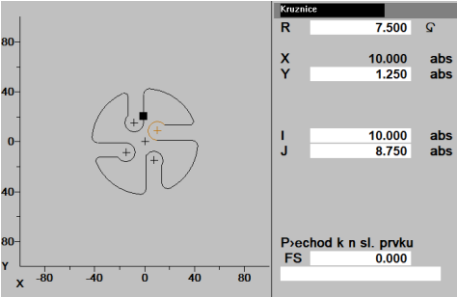 Kruznice
R 7.500
X 10.000 abs
Y 1.250 abs
I 10.000 abs
J 8.750 abs
P›echod k n sl. prvku
FS 0.000
80
40
0
40
80
Y
X -80 -40 0 40 80